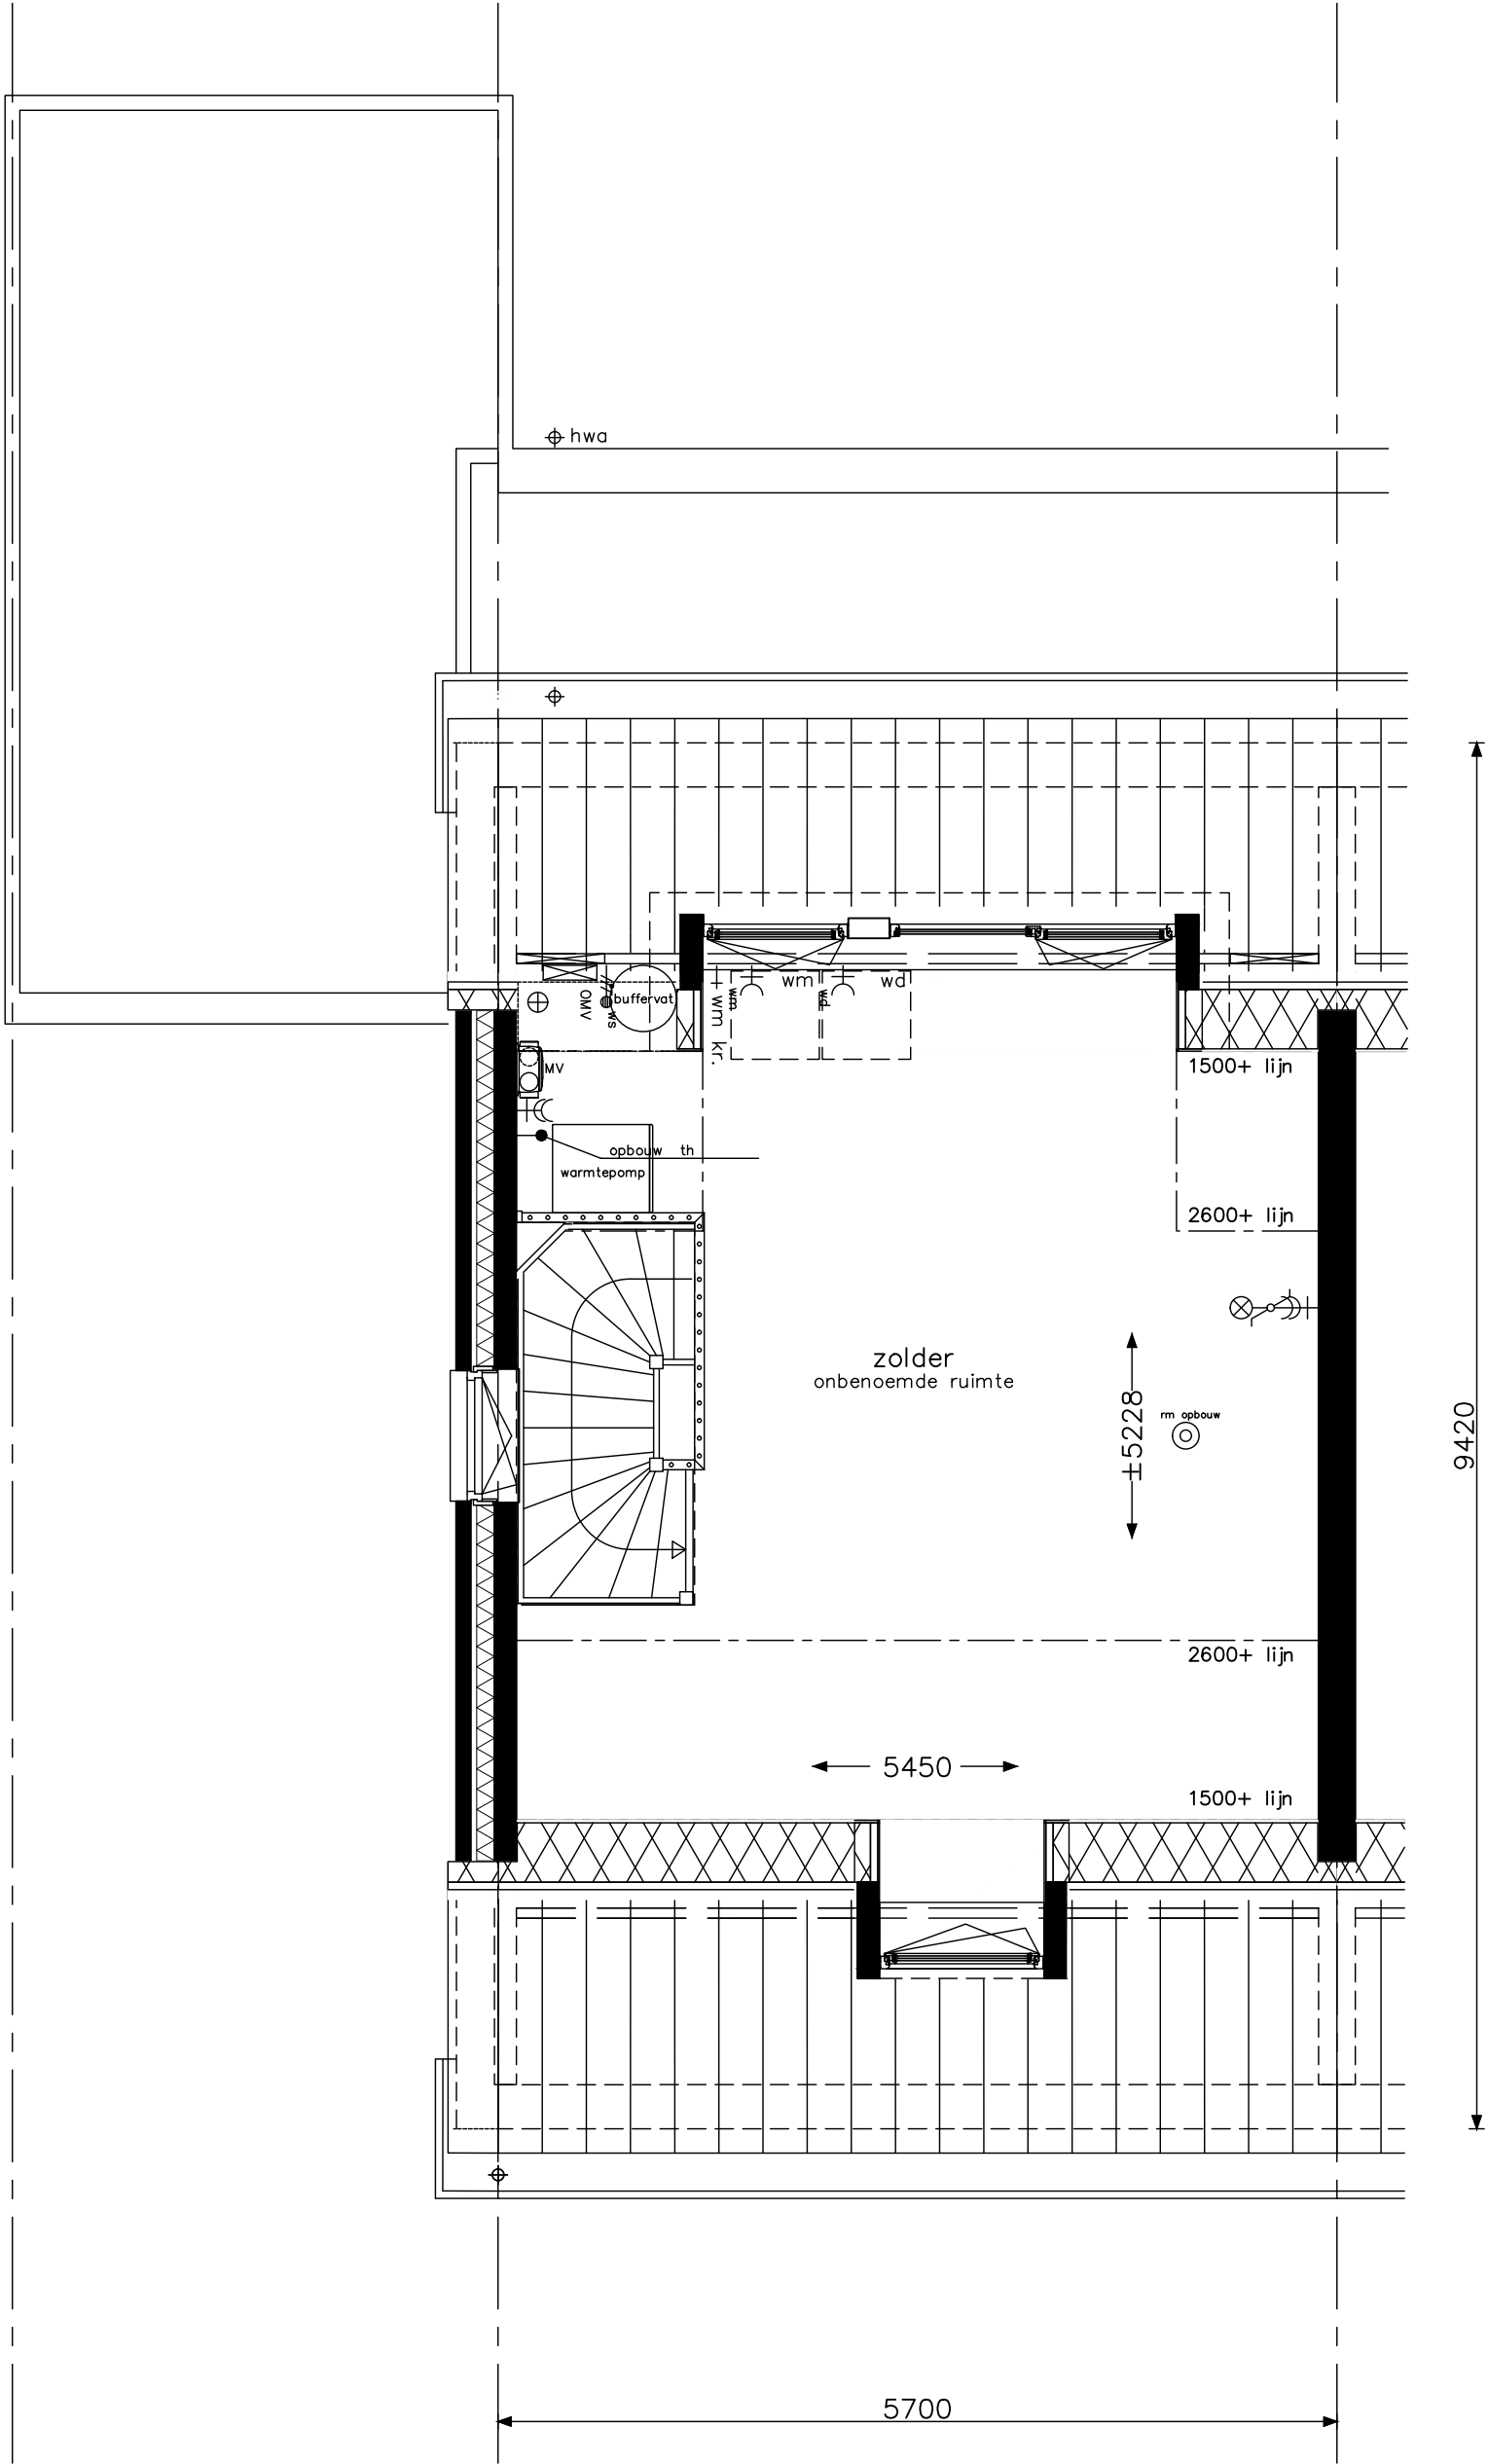 hwa
wm
wd
wm
wd
buffervat
OMV
ws
wm kr.
MV
1500+ lijn
opbouw th
warmtepomp
2600+ lijn
zolder
onbenoemde ruimte
±5228
rm opbouw
9420
2600+ lijn
5450
1500+ lijn
5700